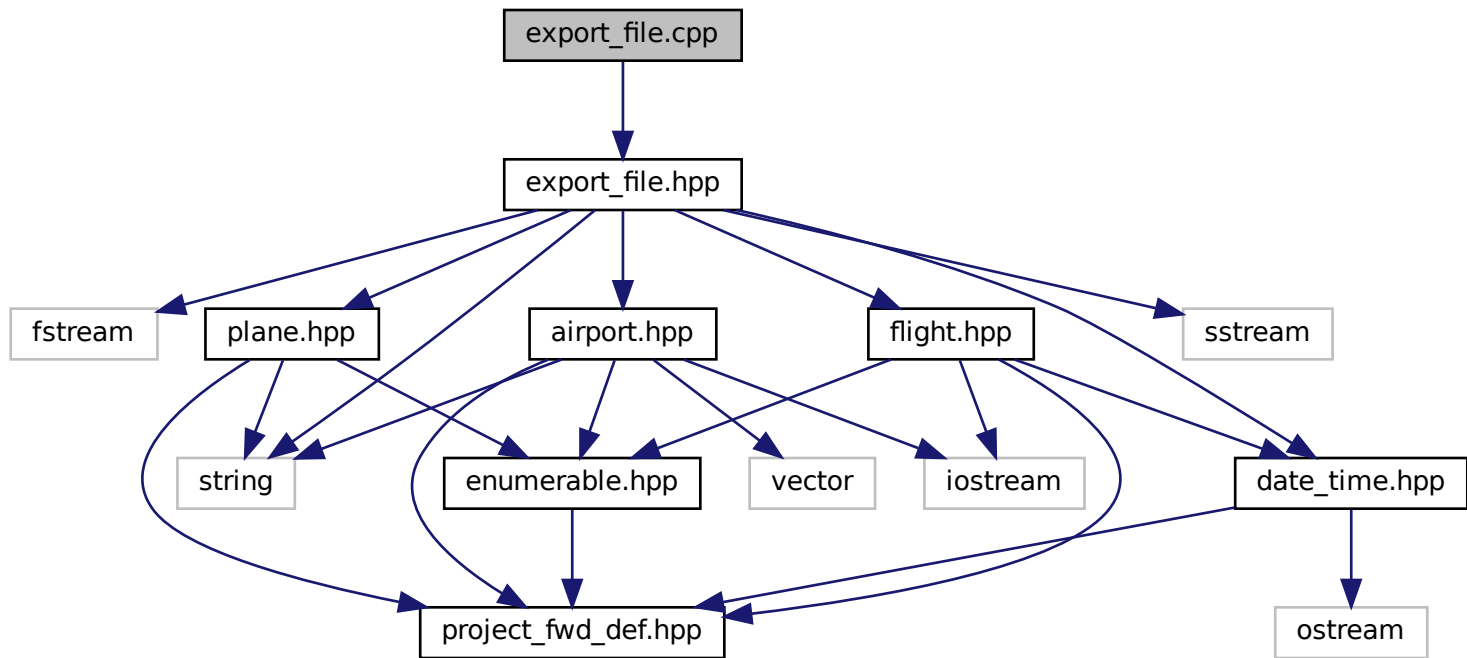 export_file.cpp
export_file.hpp
fstream
plane.hpp
airport.hpp
flight.hpp
sstream
string
enumerable.hpp
vector
iostream
date_time.hpp
project_fwd_def.hpp
ostream